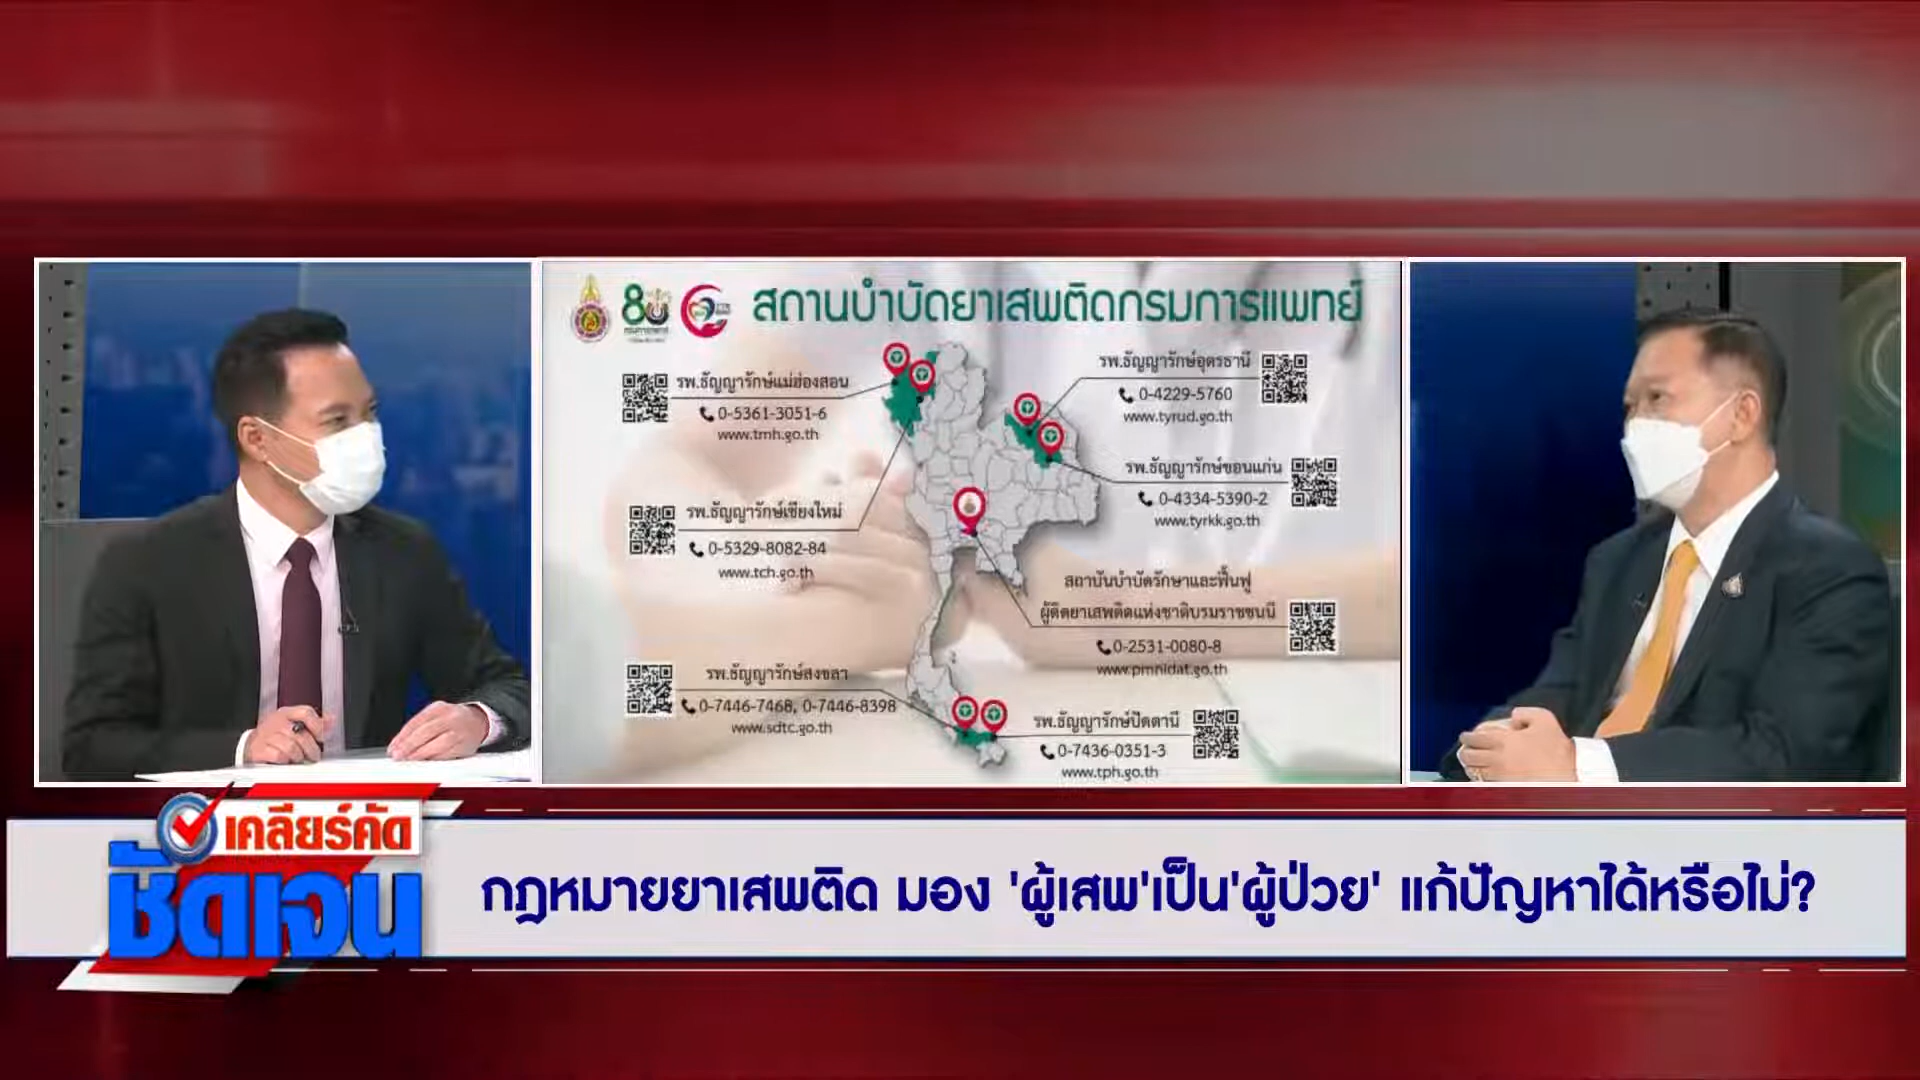 สถานบำบัดยาเสพติดกรมการแพทย์
8
รพ.ธัญญารักษ์แม่ฮ่องสอน
0-5361-3051-6
www.tmh.go.th
รพ.ธัญญารักษ์อุดรธานี
0-4229-5760
www.tyrud.go.th
รพ.ธัญญารักษ์ขอนแก่น
0-4334-5390-2
www.tyrkk.go.th
รพ.ธัญญารักษ์เชียงใหม่
0-5329-8082-84
www.tch.go.th
สถาบันบำบัดรักษาและฟื้นฟู
ผู้ติดยาเสพติดแห่งชาติบรมราชชนนี
0-2531-0080-8
www.pmnidat.go.th
รพ.ธัญญารักษ์สงขลา
0-7446-7468, 0-7446-8398
www.sdtc.go.th
รพ.ธัญญารักษ์ปัตตานี
0-7436-0351-3
www.tph.go.th
เคลียร์คัด
ชัดเจน
กฎหมายยาเสพติด มอง 'ผู้เสพ'เป็น'ผู้ป่วย' แก้ปัญหาได้หรือไม่?